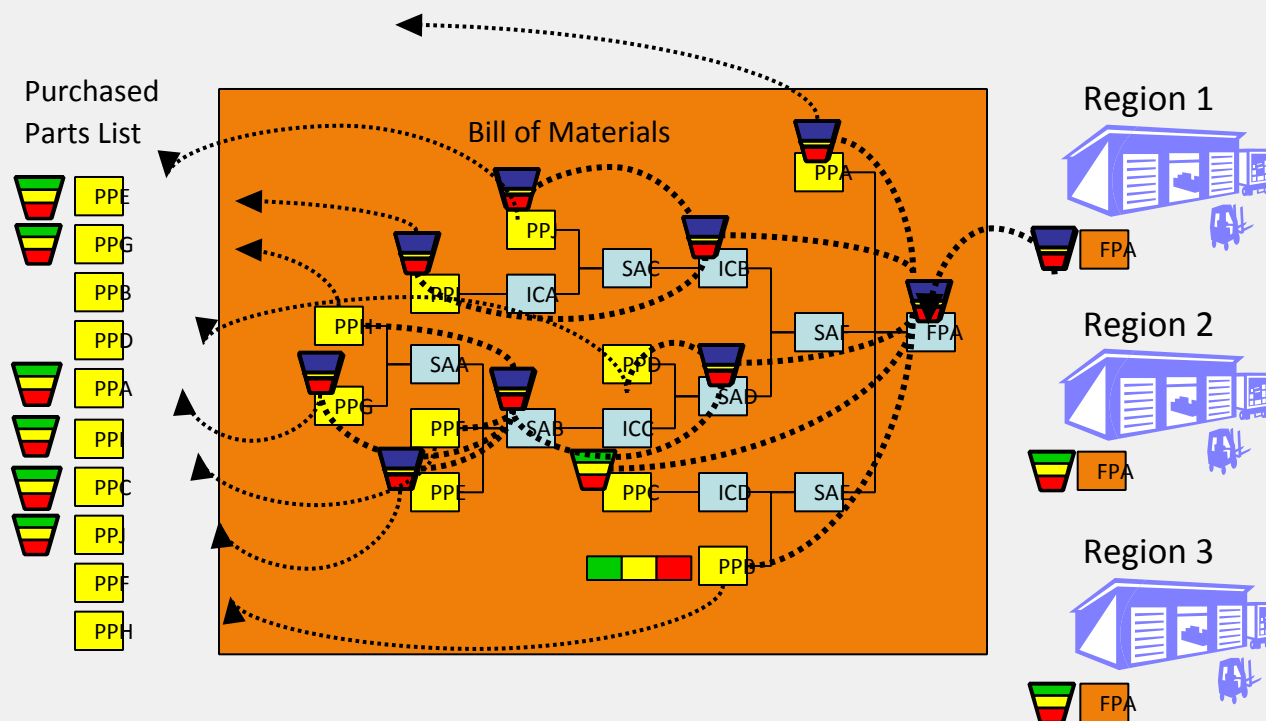 Purchased
Parts List
PPE
PPG
PPB
PPD
PPA
PPI
PPC
PPJ
PPF
PPH
Bill of Materials
PPA
PPJ
SAC
ICB
PPI
ICA
PPH
SAF
FPA
SAA
PPD
SAD
PPG
PPF
SAB
ICC
PPE
PPC
ICD
SAE
PPB
Region 1
FPA
Region 2
FPA
Region 3
FPA